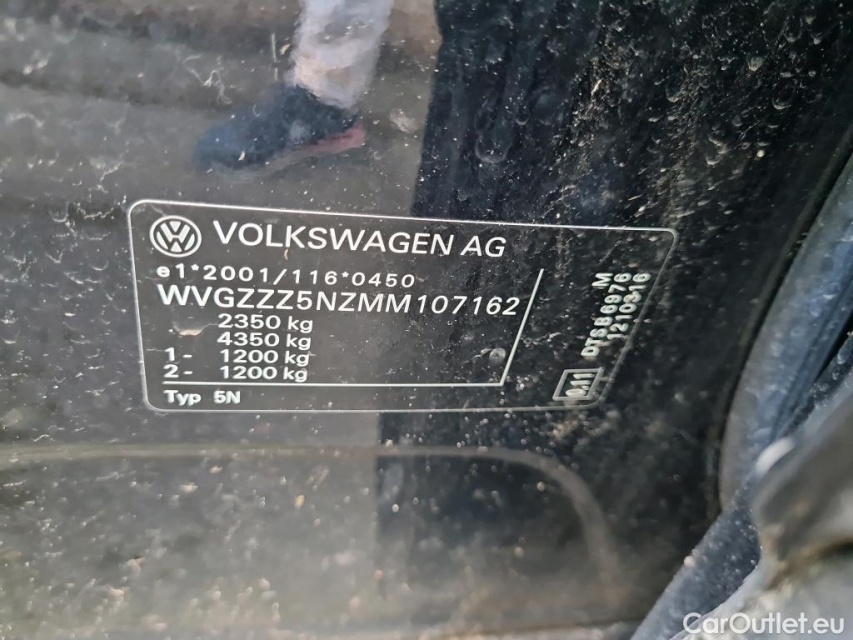 VOLKSWAGEN AG
e1*2001/116*0450
WVGZZZ5NZMM107162
2350 kg
4350 kg
1- 1200 kg
2- 1200 kg
Typ 5N
M
1210316
CarOutlet.eu